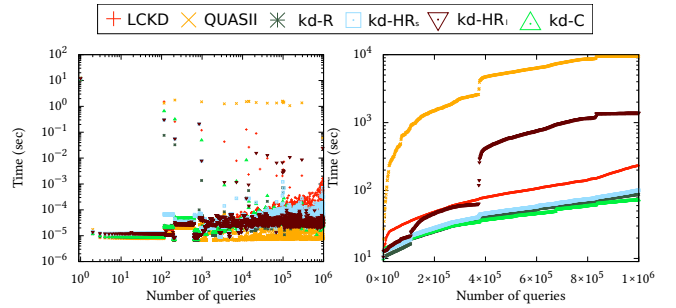 LCKD QUASII kd-R kd-HRₛ kd-HRₗ kd-C
Time (sec)
10² 10¹ 10⁰ 10⁻¹ 10⁻² 10⁻³ 10⁻⁴ 10⁻⁵ 10⁻⁶
10⁰ 10¹ 10² 10³ 10⁴ 10⁵ 10⁶
Number of queries
Time (sec)
10⁴ 10³ 10² 10¹
0×10⁰ 2×10⁵ 4×10⁵ 6×10⁵ 8×10⁵ 1×10⁶
Number of queries